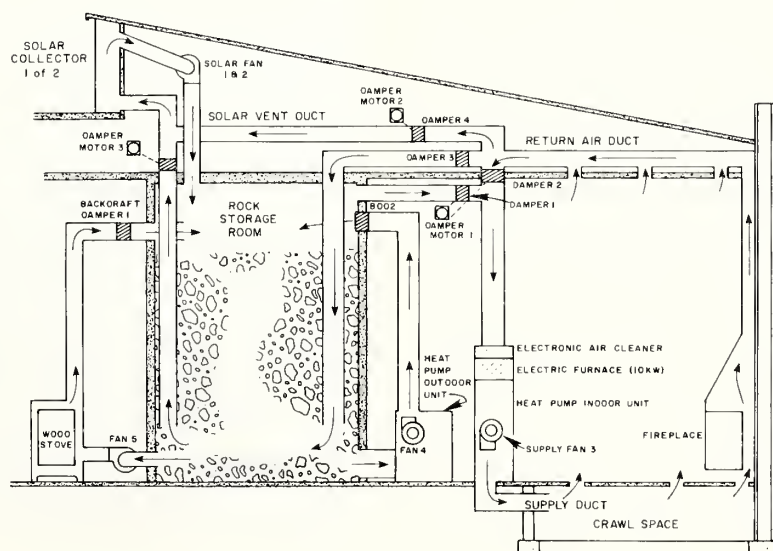 SOLAR
COLLECTOR
1 of 2
SOLAR FAN
1 & 2
DAMPER
MOTOR 2
DAMPER 4
SOLAR VENT DUCT
RETURN AIR DUCT
DAMPER
MOTOR 3
DAMPER 3
DAMPER 2
BACKDRAFT
DAMPER 1
ROCK
STORAGE
ROOM
BDD2
DAMPER 1
DAMPER
MOTOR 1
ELECTRONIC AIR CLEANER
HEAT
PUMP
OUTDOOR
UNIT
ELECTRIC FURNACE (10KW)
HEAT PUMP INDOOR UNIT
WOOD
STOVE
FAN 5
FAN 4
SUPPLY FAN 3
FIREPLACE
SUPPLY DUCT
CRAWL SPACE